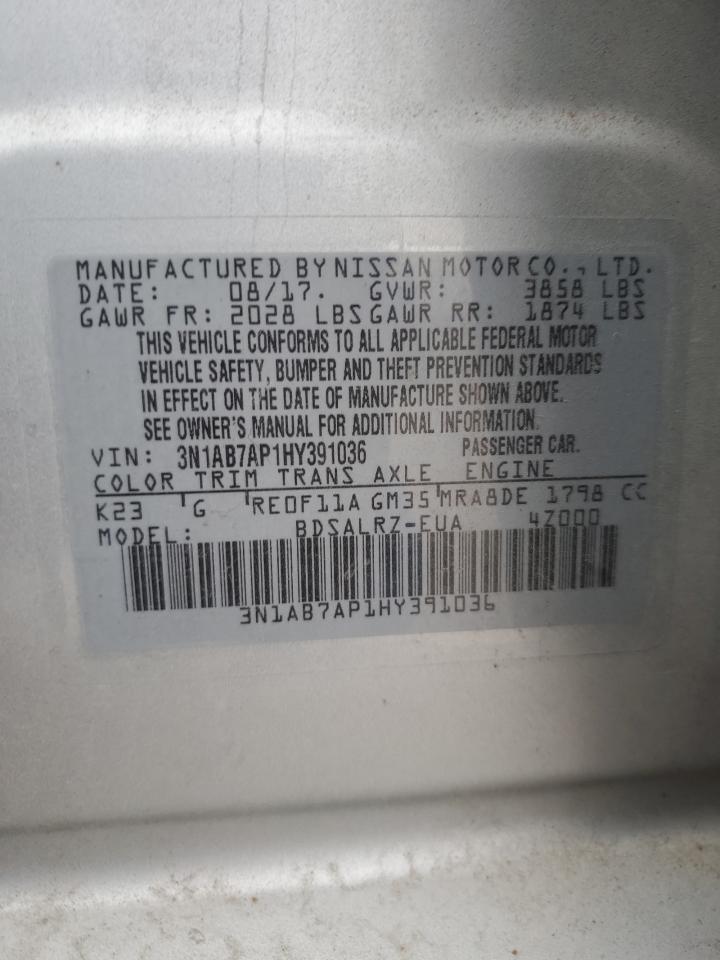 MANUFACTURED BY NISSAN MOTOR CO., LTD.
DATE: 08/17. GVWR: 3858 LBS
GAWR FR: 2028 LBS GAWR RR: 1874 LBS
THIS VEHICLE CONFORMS TO ALL APPLICABLE FEDERAL MOTOR
VEHICLE SAFETY, BUMPER AND THEFT PREVENTION STANDARDS
IN EFFECT ON THE DATE OF MANUFACTURE SHOWN ABOVE.
SEE OWNER'S MANUAL FOR ADDITIONAL INFORMATION.
VIN: 3N1AB7AP1HY391036 PASSENGER CAR.
COLOR TRIM TRANS AXLE ENGINE
K23 G RE0F11A GM35 MRA8DE 1798 CC
MODEL: BDSALRZ-EUA 4Z000
3N1AB7AP1HY391036